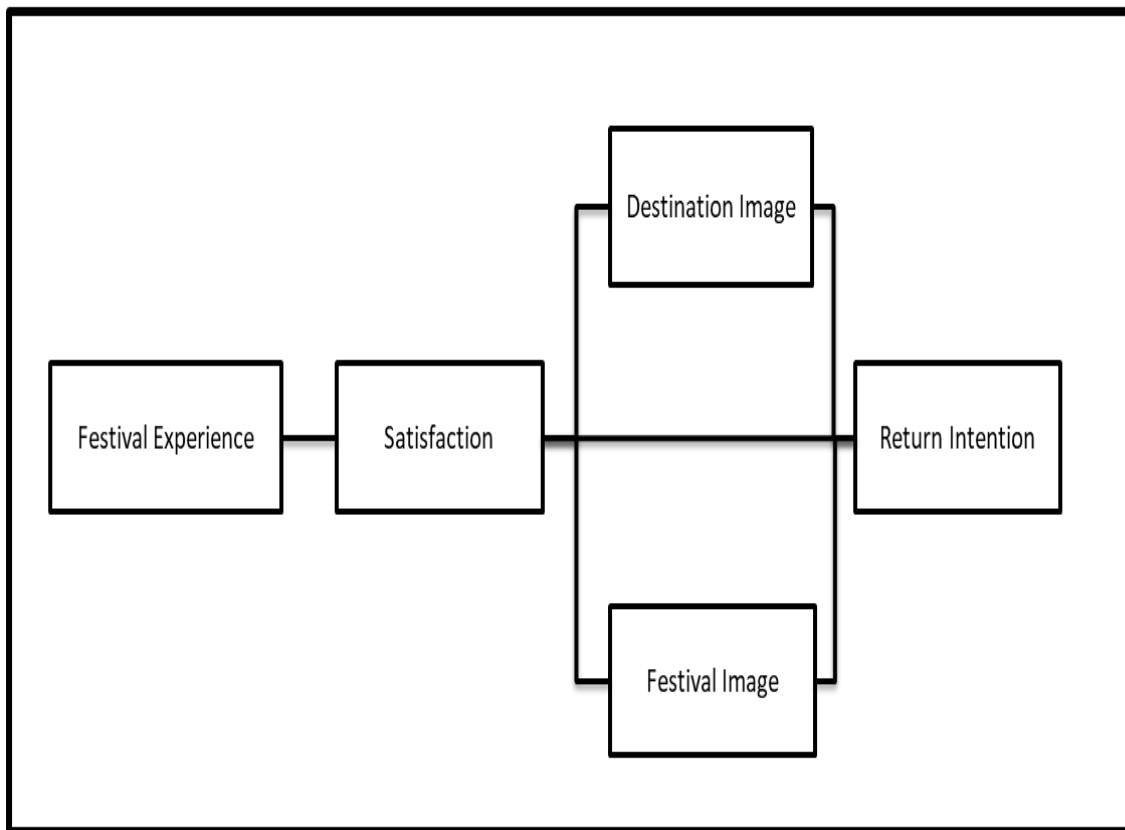 Destination Image
Festival Experience
Satisfaction
Return Intention
Festival Image